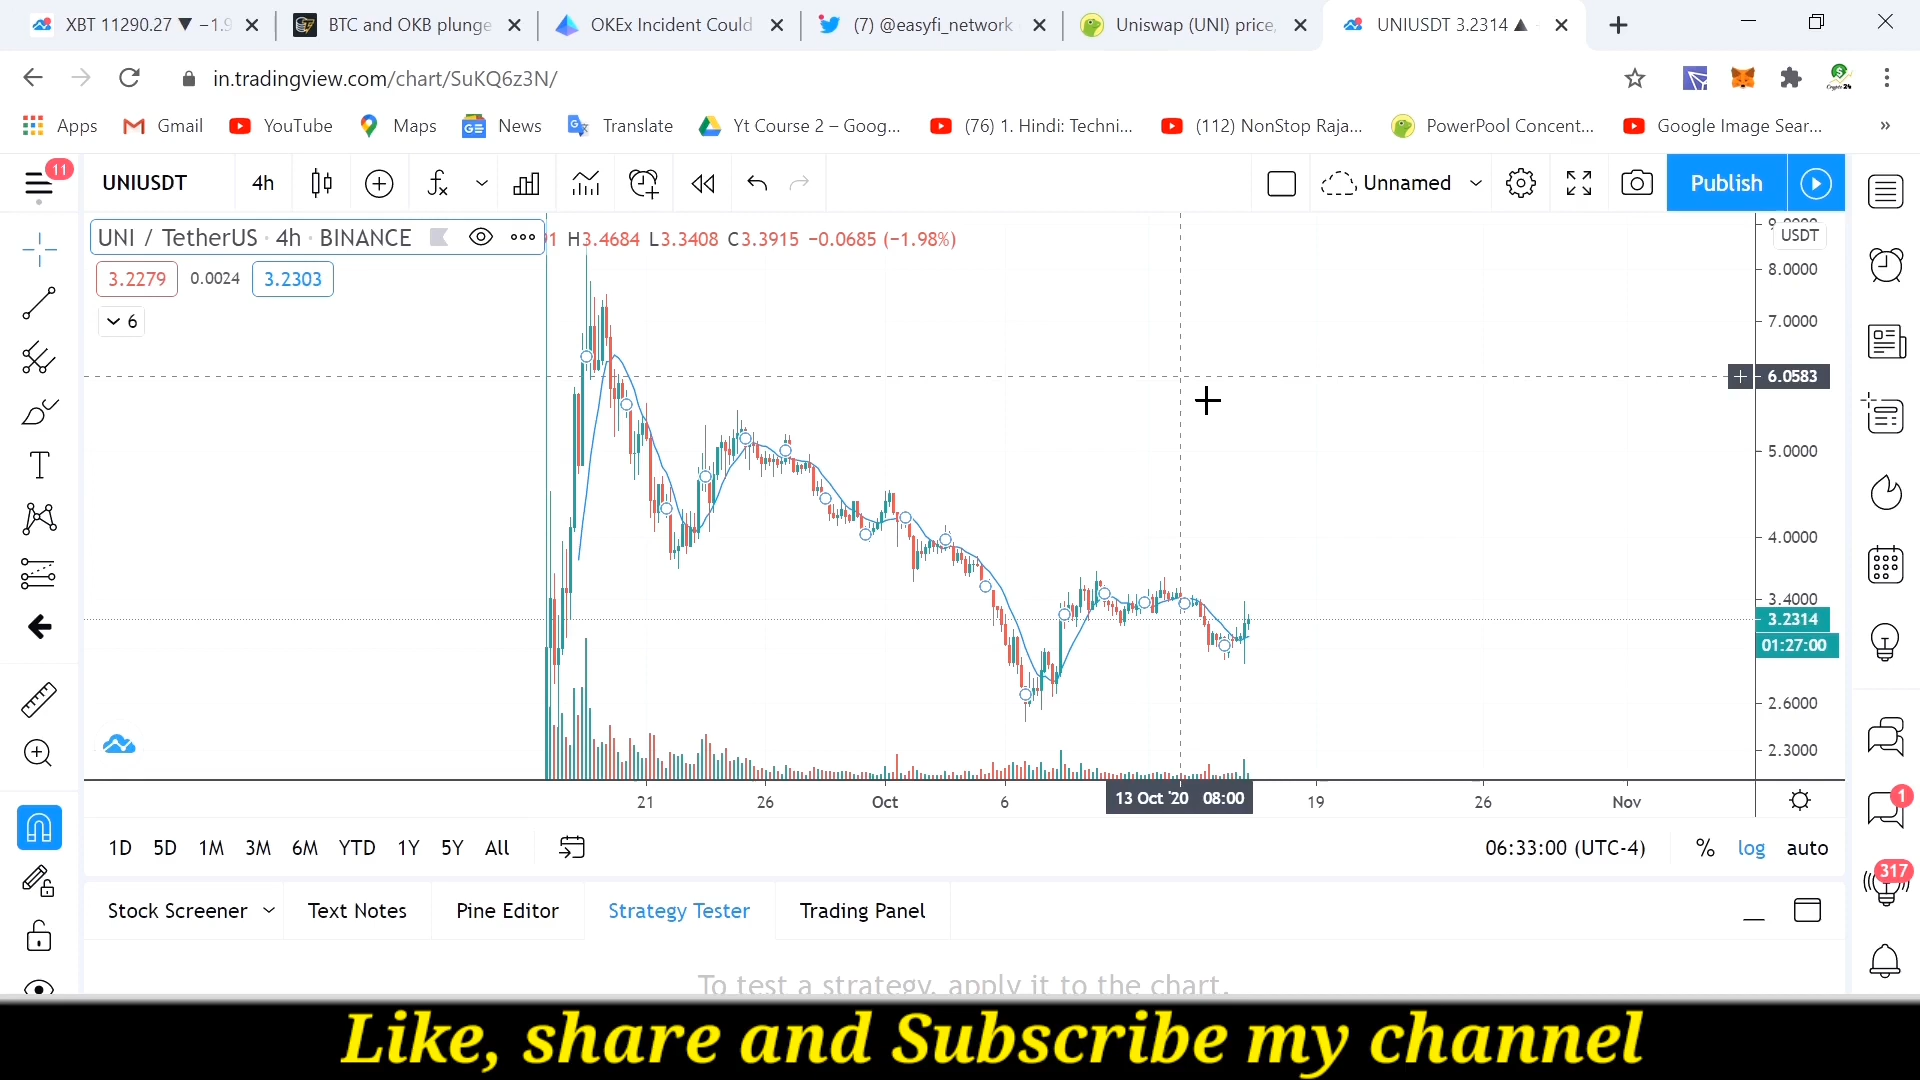 XBT 11290.27 ▼ −1.9
BTC and OKB plunge
OKEx Incident Could
(7) @easyfi_network
Uniswap (UNI) price,
UNIUSDT 3.2314 ▲
in.tradingview.com/chart/SuKQ6z3N/
Apps
Gmail
YouTube
Maps
News
Translate
Yt Course 2 – Goog...
(76) 1. Hindi: Techni...
(112) NonStop Raja...
PowerPool Concent...
Google Image Sear...
»
11
UNIUSDT
4h
Unnamed
Publish
UNI / TetherUS · 4h · BINANCE
H3.4684 L3.3408 C3.3915 −0.0685 (−1.98%)
3.2279
0.0024
3.2303
6
USDT
8.0000
7.0000
6.0583
5.0000
4.0000
3.4000
3.2314
01:27:00
2.6000
2.3000
21
26
Oct
6
13 Oct '20 08:00
19
26
Nov
1D
5D
1M
3M
6M
YTD
1Y
5Y
All
06:33:00 (UTC-4)
%
log
auto
1
317
Stock Screener
Text Notes
Pine Editor
Strategy Tester
Trading Panel
To test a strategy, apply it to the chart.
Like, share and Subscribe my channel